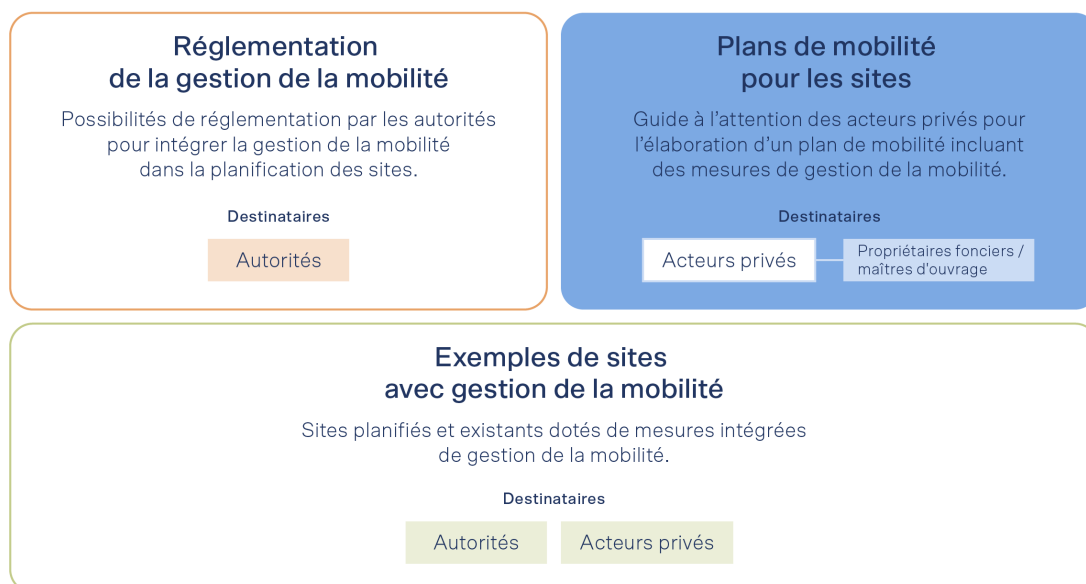 Réglementation
de la gestion de la mobilité
Possibilités de réglementation par les autorités
pour intégrer la gestion de la mobilité
dans la planification des sites.
Destinataires
Autorités
Plans de mobilité
pour les sites
Guide à l’attention des acteurs privés pour
l’élaboration d’un plan de mobilité incluant
des mesures de gestion de la mobilité.
Destinataires
Acteurs privés
Propriétaires fonciers /
maîtres d'ouvrage
Exemples de sites
avec gestion de la mobilité
Sites planifiés et existants dotés de mesures intégrées
de gestion de la mobilité.
Destinataires
Autorités
Acteurs privés